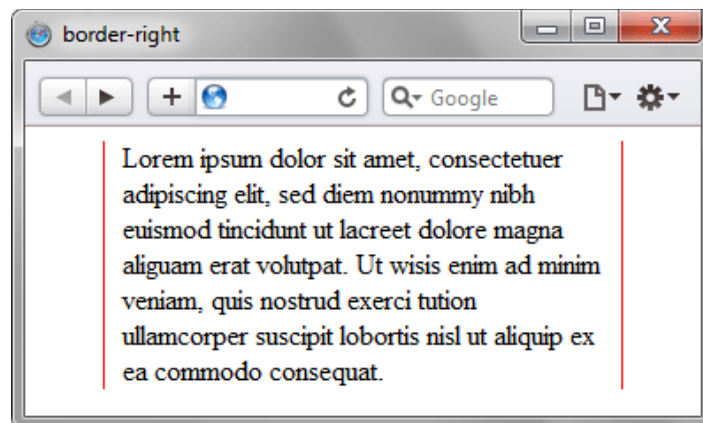 border-right
Google
Lorem ipsum dolor sit amet, consectetuer
adipiscing elit, sed diem nonummy nibh
euismod tincidunt ut lacreet dolore magna
aliguam erat volutpat. Ut wisis enim ad minim
veniam, quis nostrud exerci tution
ullamcorper suscipit lobortis nisl ut aliquip ex
ea commodo consequat.